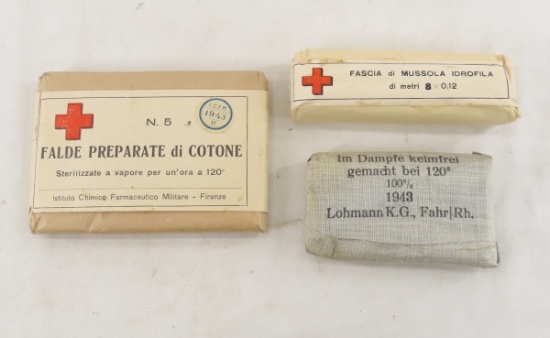 N. 5
1943
FALDE PREPARATE di COTONE
Sterilizzate a vapore per un'ora a 120°
Istituto Chimico Farmaceutico Militare - Firenze
FASCIA di MUSSOLA IDROFILA
di metri 8 × 0,12
Im Dampfe keimfrei
gemacht bei 120°
100%
1943
Lohmann K.G., Fahr/Rh.